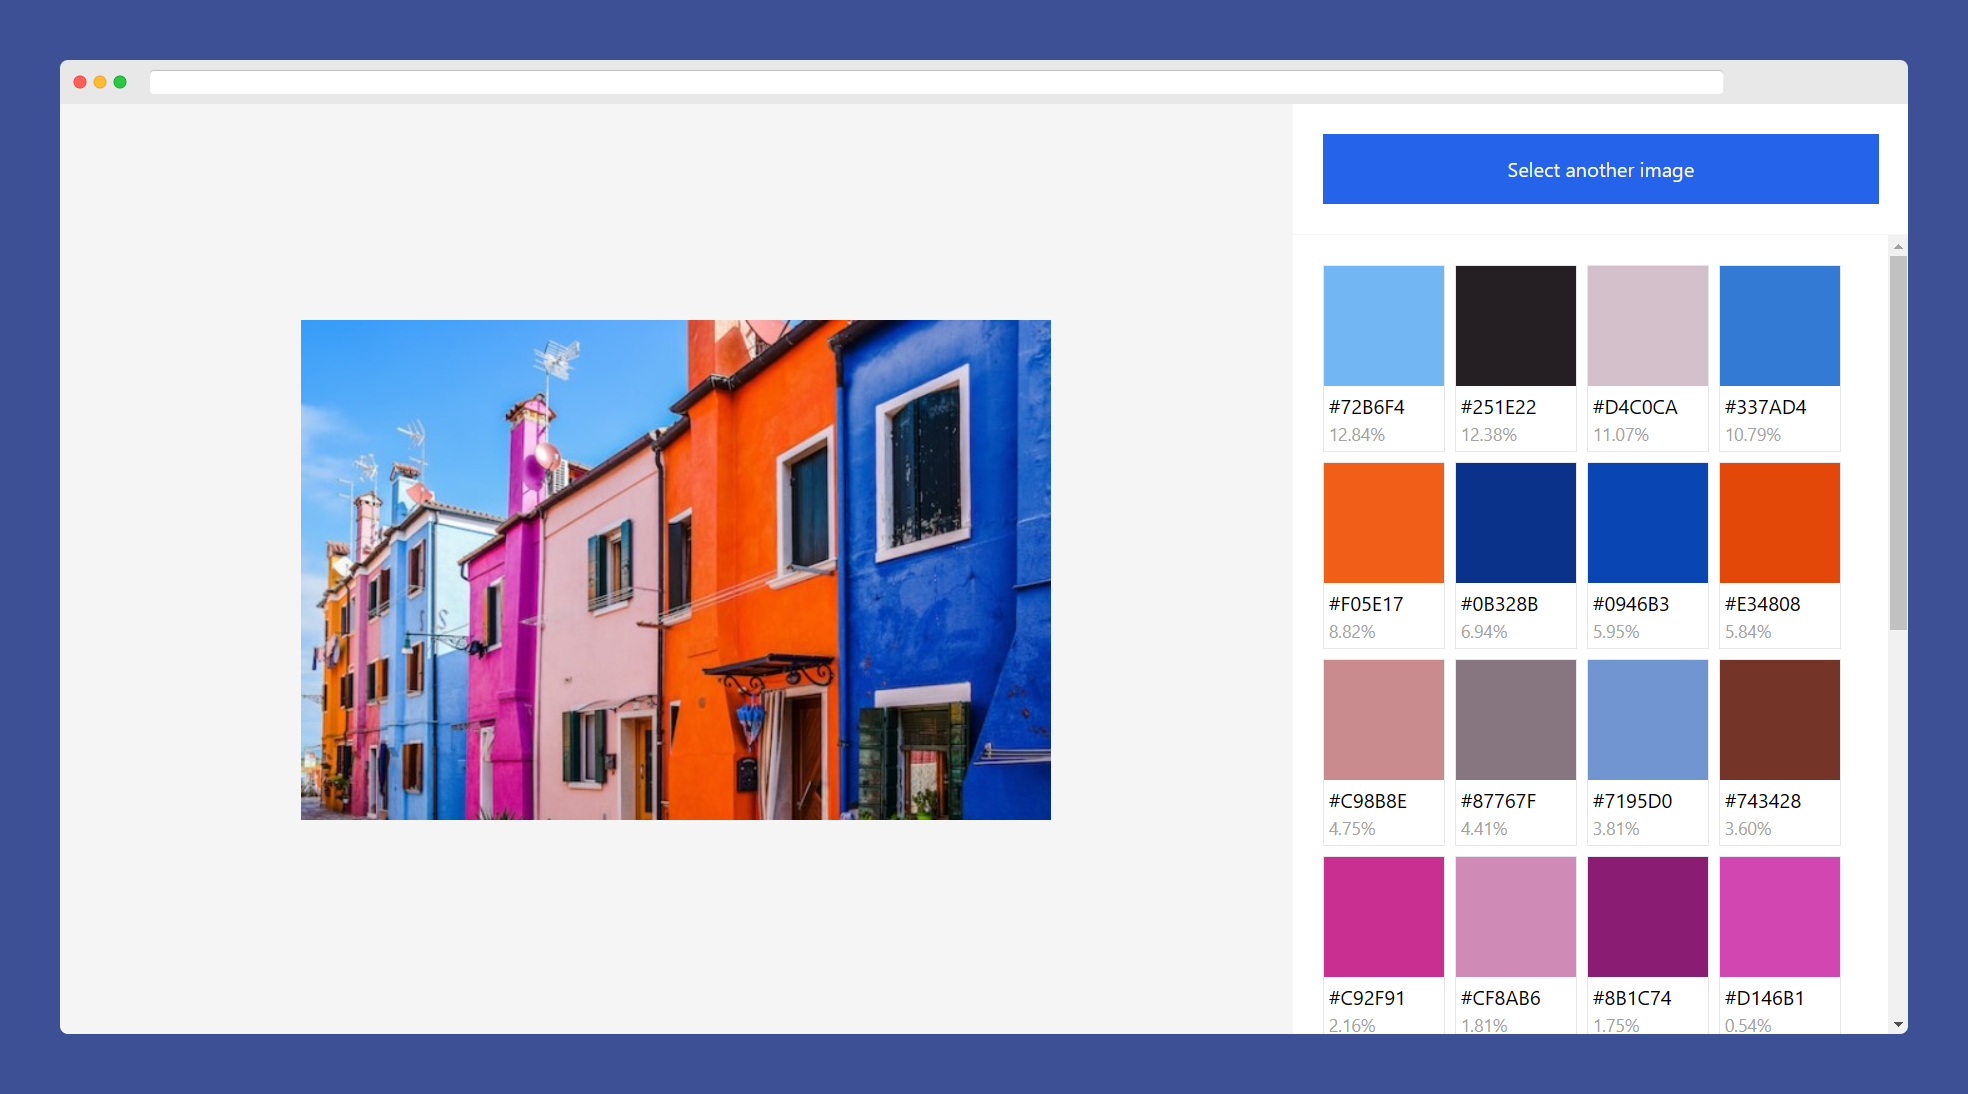 Select another image
#72B6F4 #251E22 #D4C0CA #337AD4
12.84% 12.38% 11.07% 10.79%
#F05E17 #0B328B #0946B3 #E34808
8.82% 6.94% 5.95% 5.84%
#C98B8E #87767F #7195D0 #743428
4.75% 4.41% 3.81% 3.60%
#C92F91 #CF8AB6 #8B1C74 #D146B1
2.16% 1.81% 1.75% 0.54%